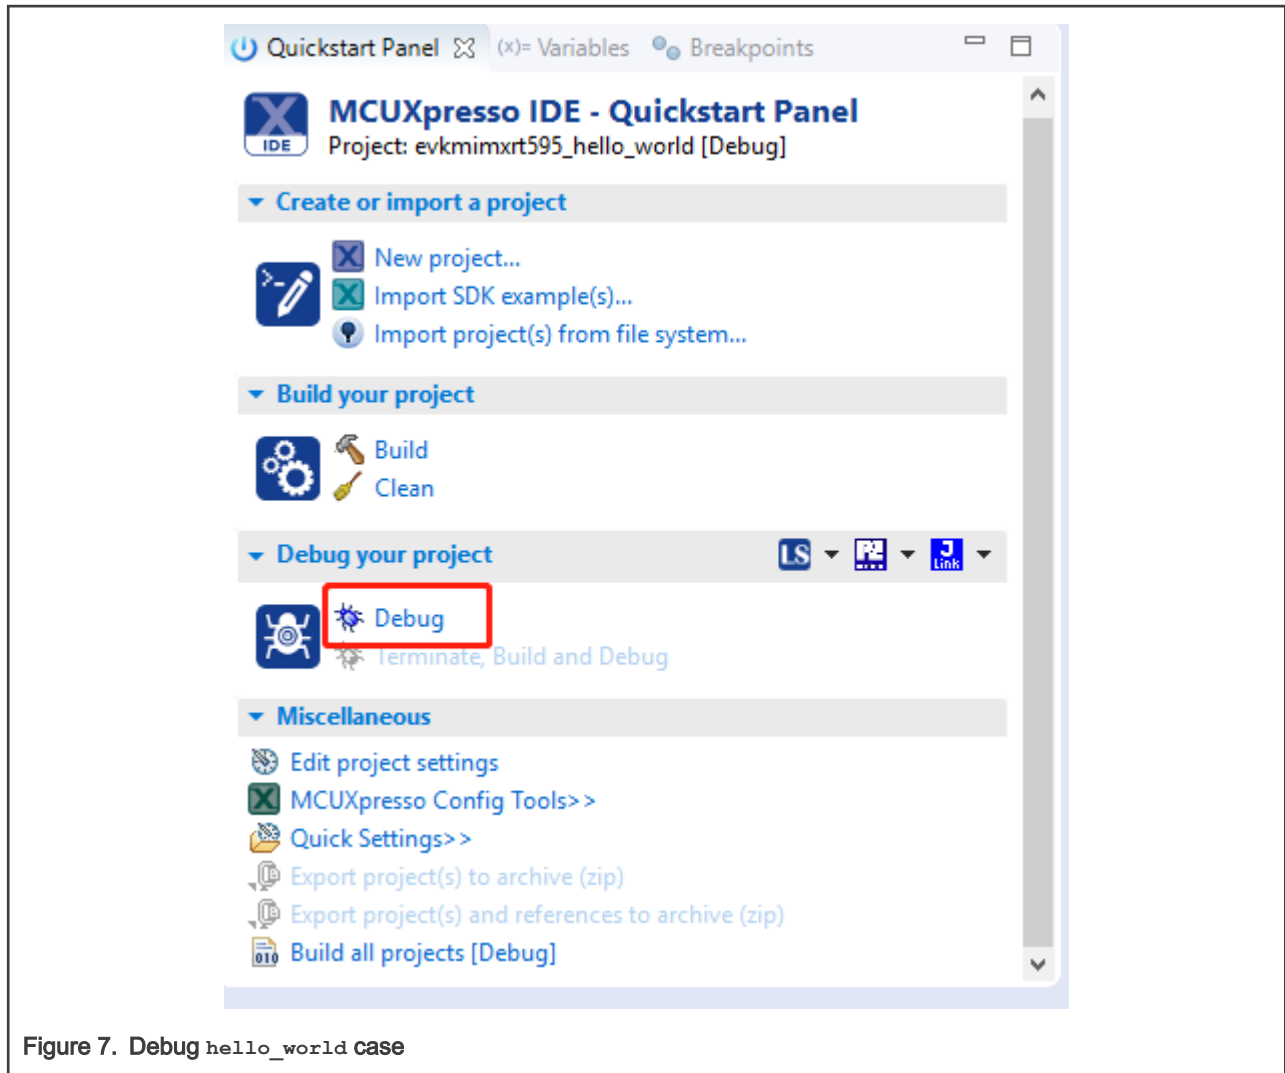 Quickstart Panel (x)= Variables Breakpoints
MCUXpresso IDE - Quickstart Panel
IDE
Project: evkmimxrt595_hello_world [Debug]
Create or import a project
New project...
Import SDK example(s)...
Import project(s) from file system...
Build your project
Build
Clean
Debug your project LS PE Link
Debug
Terminate, Build and Debug
Miscellaneous
Edit project settings
MCUXpresso Config Tools>>
Quick Settings>>
Export project(s) to archive (zip)
Export project(s) and references to archive (zip)
010 Build all projects [Debug]
Figure 7. Debug hello_world case